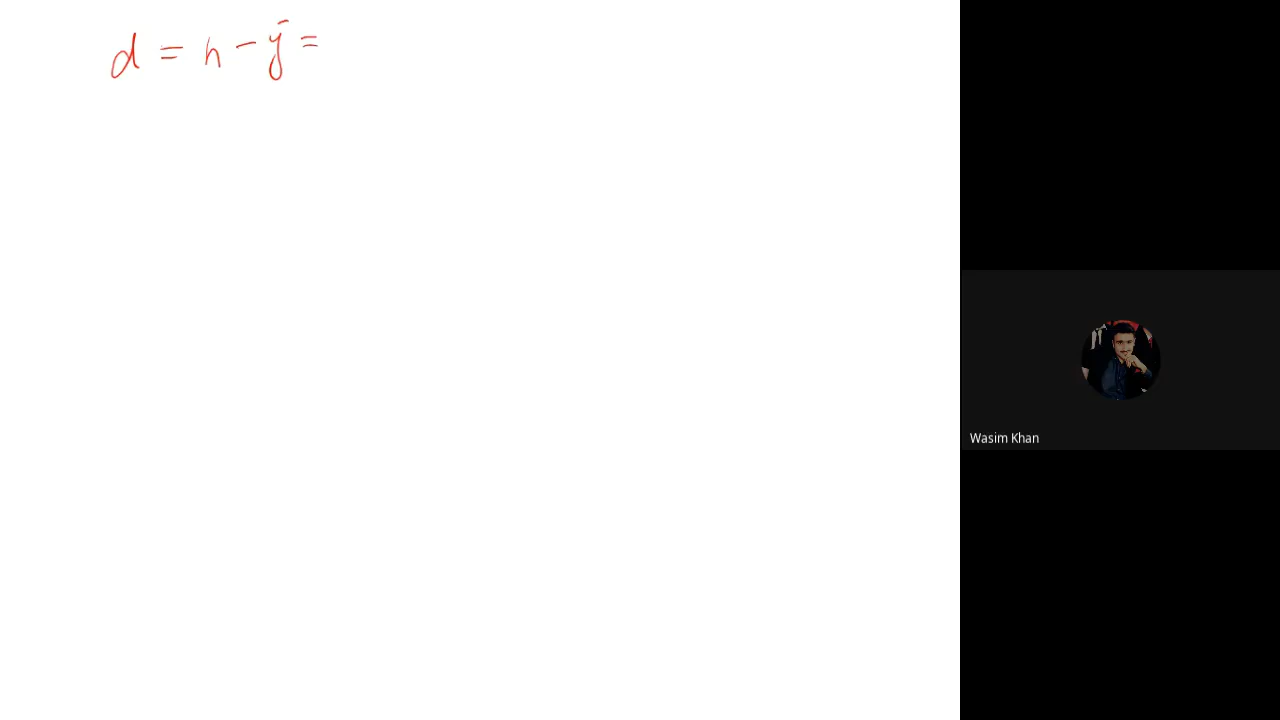 d = h - ȳ =
Wasim Khan